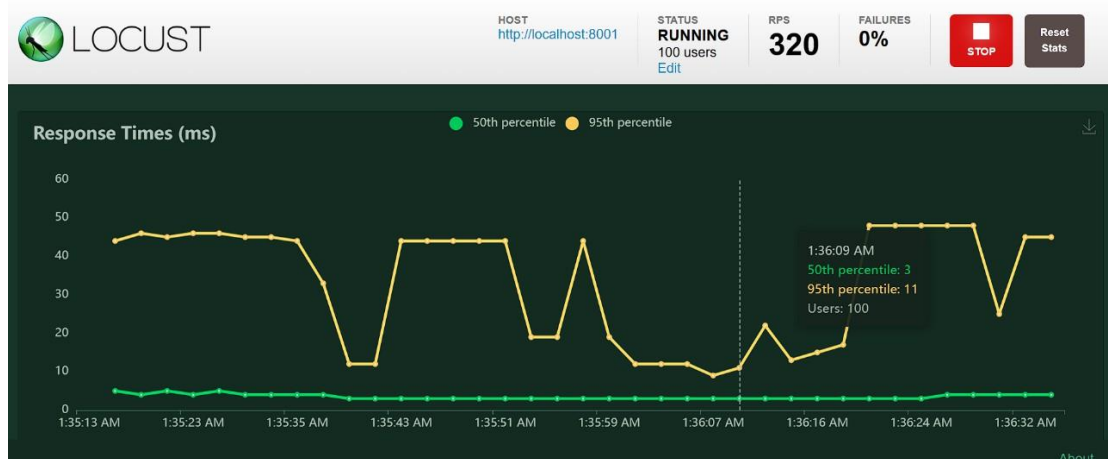 LOCUST
HOST
http://localhost:8001
STATUS
RUNNING
100 users
Edit
RPS
320
FAILURES
0%
STOP
Reset
Stats
Response Times (ms)
50th percentile
95th percentile
60
50
40
30
20
10
0
1:36:09 AM
50th percentile: 3
95th percentile: 11
Users: 100
1:35:13 AM
1:35:23 AM
1:35:35 AM
1:35:43 AM
1:35:51 AM
1:35:59 AM
1:36:07 AM
1:36:16 AM
1:36:24 AM
1:36:32 AM
About